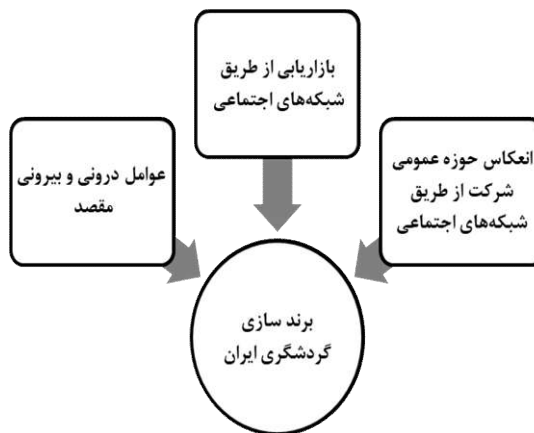 بازاریابی از طریق
شبکه‌های اجتماعی
انعکاس حوزه عمومی
شرکت از طریق
شبکه‌های اجتماعی
عوامل درونی و بیرونی
مقصد
برند سازی
گردشگری ایران